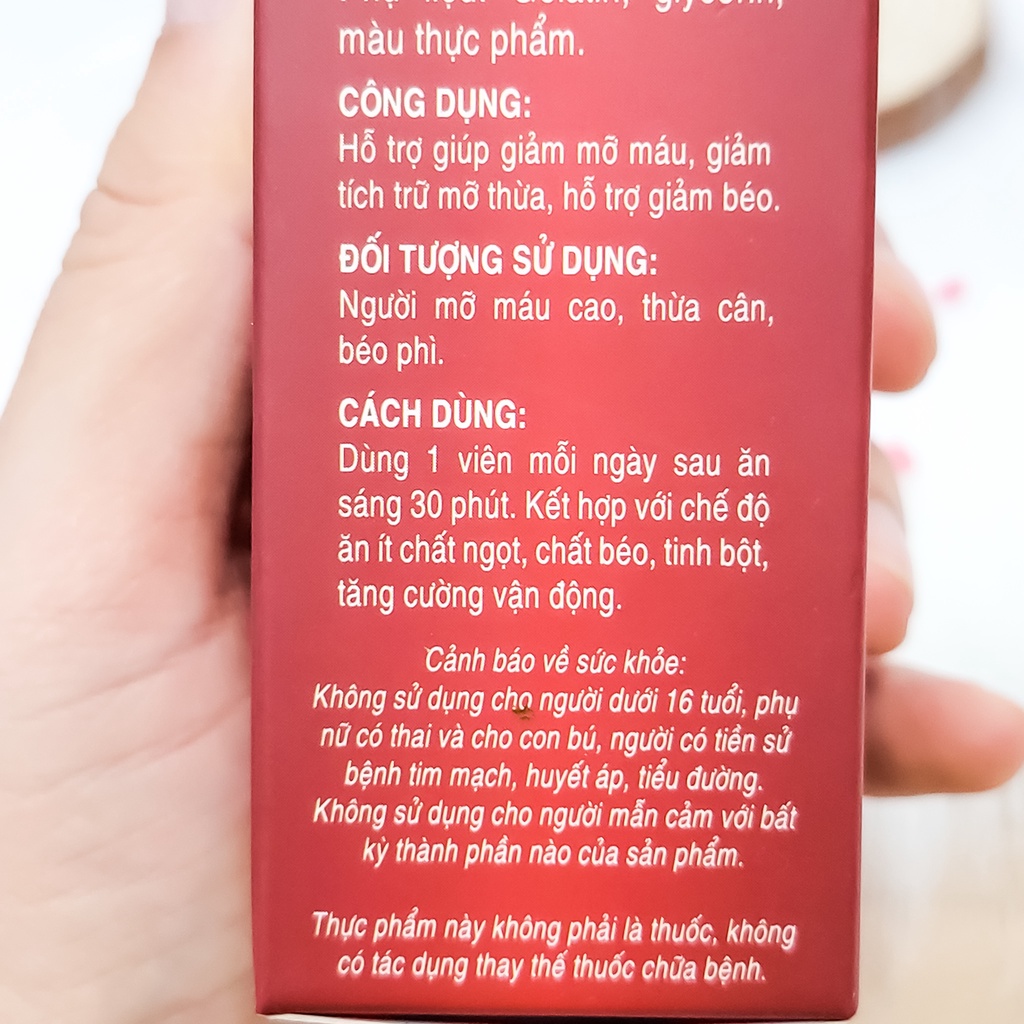 màu thực phẩm.
CÔNG DỤNG:
Hỗ trợ giúp giảm mỡ máu, giảm
tích trữ mỡ thừa, hỗ trợ giảm béo.
ĐỐI TƯỢNG SỬ DỤNG:
Người mỡ máu cao, thừa cân,
béo phì.
CÁCH DÙNG:
Dùng 1 viên mỗi ngày sau ăn
sáng 30 phút. Kết hợp với chế độ
ăn ít chất ngọt, chất béo, tinh bột,
tăng cường vận động.
Cảnh báo về sức khỏe:
Không sử dụng cho người dưới 16 tuổi, phụ
nữ có thai và cho con bú, người có tiền sử
bệnh tim mạch, huyết áp, tiểu đường.
Không sử dụng cho người mẫn cảm với bất
kỳ thành phần nào của sản phẩm.
Thực phẩm này không phải là thuốc, không
có tác dụng thay thế thuốc chữa bệnh.